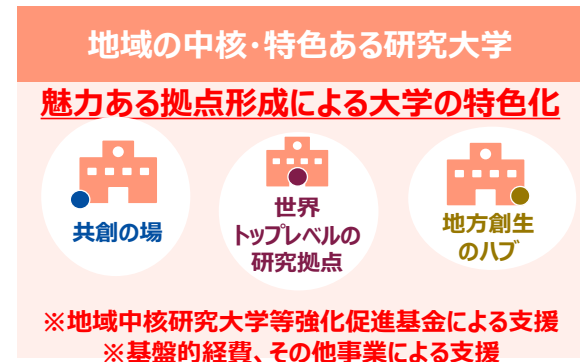 地域の中核・特色ある研究大学
魅力ある拠点形成による大学の特色化
共創の場
世界
トップレベルの
研究拠点
地方創生
のハブ
※地域中核研究大学等強化促進基金による支援
※基盤的経費、その他事業による支援